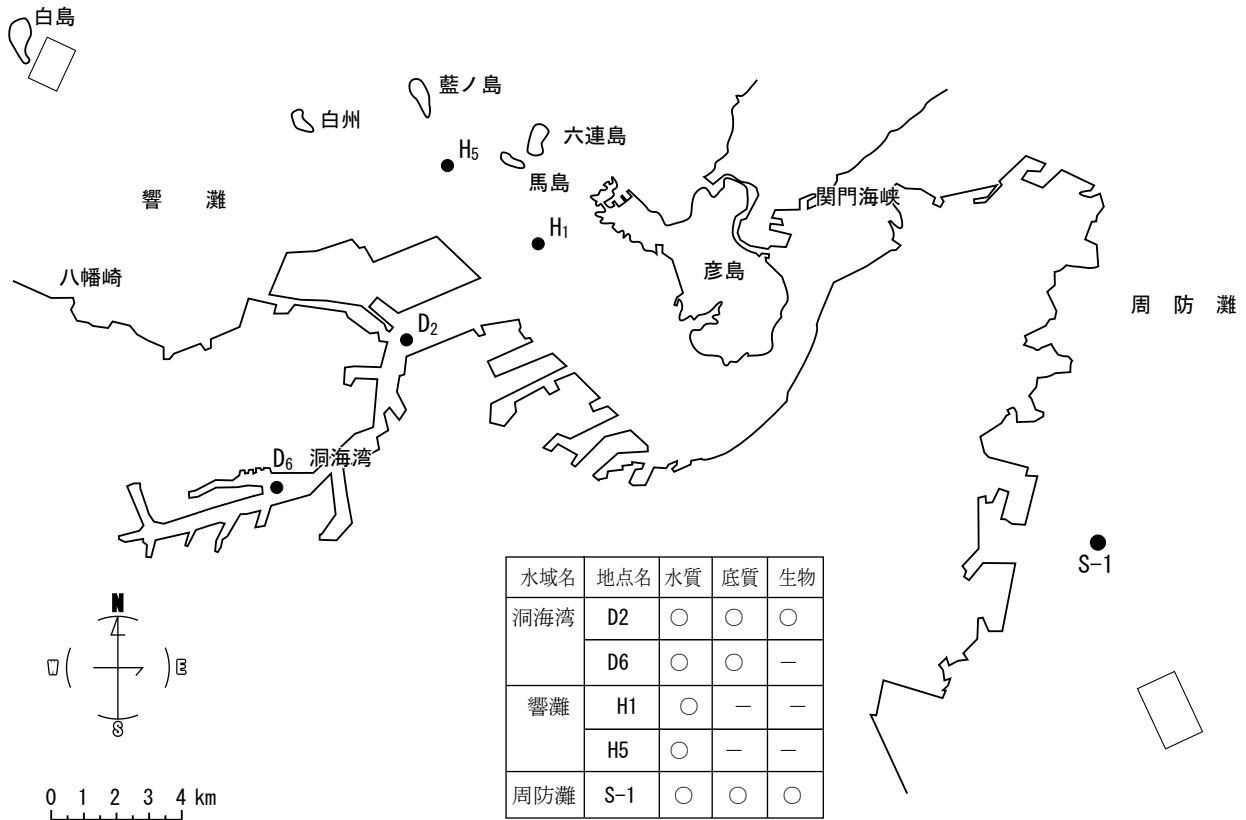 白島
藍ノ島
白州
六連島
H5
馬島
響 灘
関門海峡
H1
彦島
八幡崎
周 防 灘
D2
D6 洞海湾
S-1
水域名 地点名 水質 底質 生物
洞海湾 D2 ○ ○ ○
D6 ○ ○ －
響灘 H1 ○ － －
H5 ○ － －
周防灘 S-1 ○ ○ ○
N
W E
S
0 1 2 3 4 km